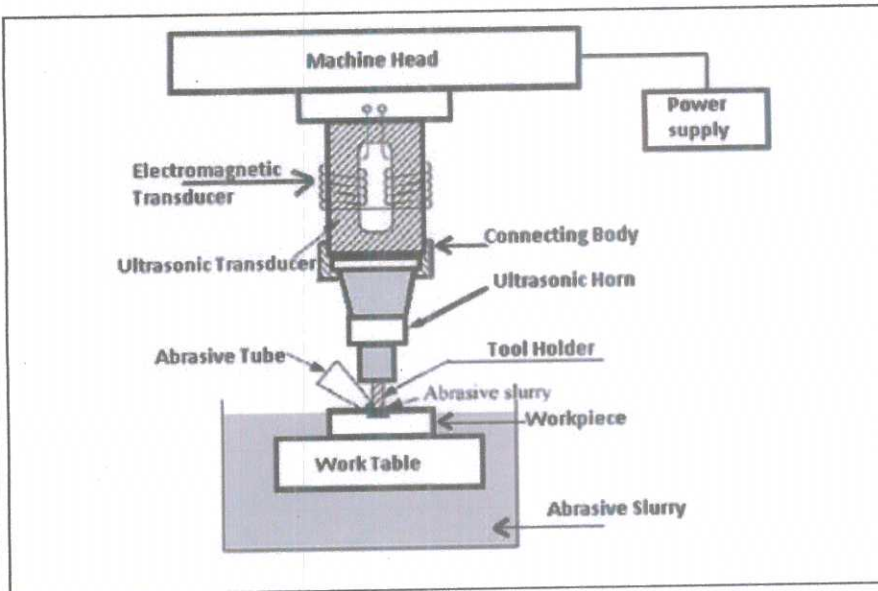 Machine Head
Power
supply
Electromagnetic
Transducer
Connecting Body
Ultrasonic Transducer
Ultrasonic Horn
Abrasive Tube
Tool Holder
Abrasive slurry
Workpiece
Work Table
Abrasive Slurry